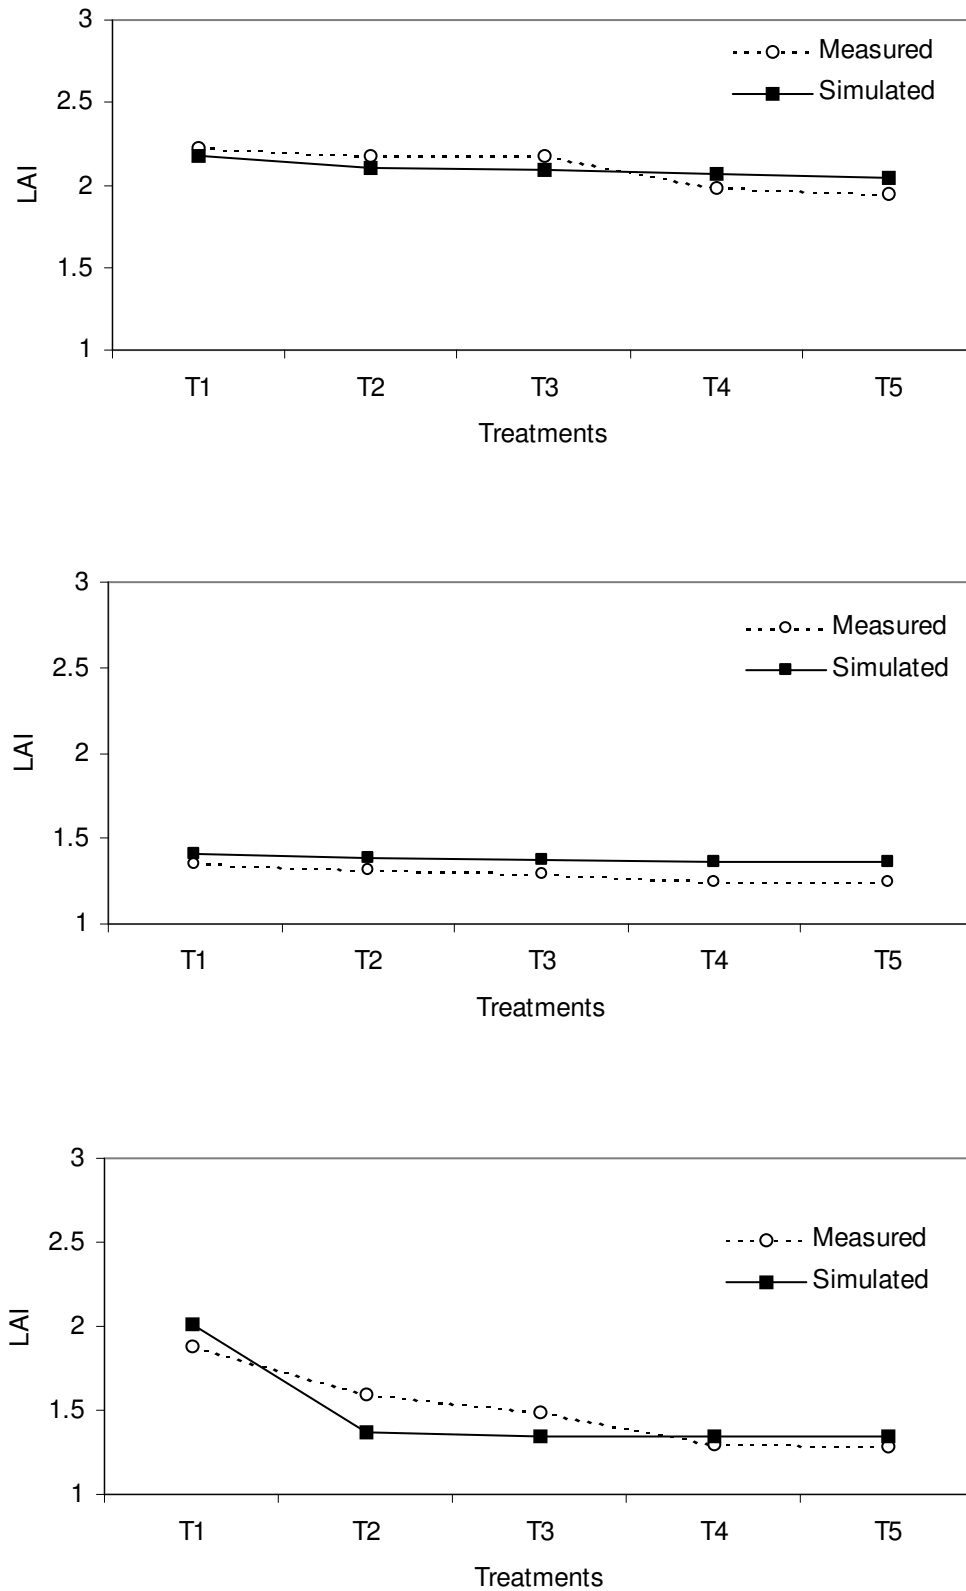 3
Measured
2.5
Simulated
LAI
2
1.5
1
T1 T2 T3 T4 T5
Treatments
3
Measured
2.5
Simulated
LAI
2
1.5
1
T1 T2 T3 T4 T5
Treatments
3
2.5
Measured
Simulated
LAI
2
1.5
1
T1 T2 T3 T4 T5
Treatments